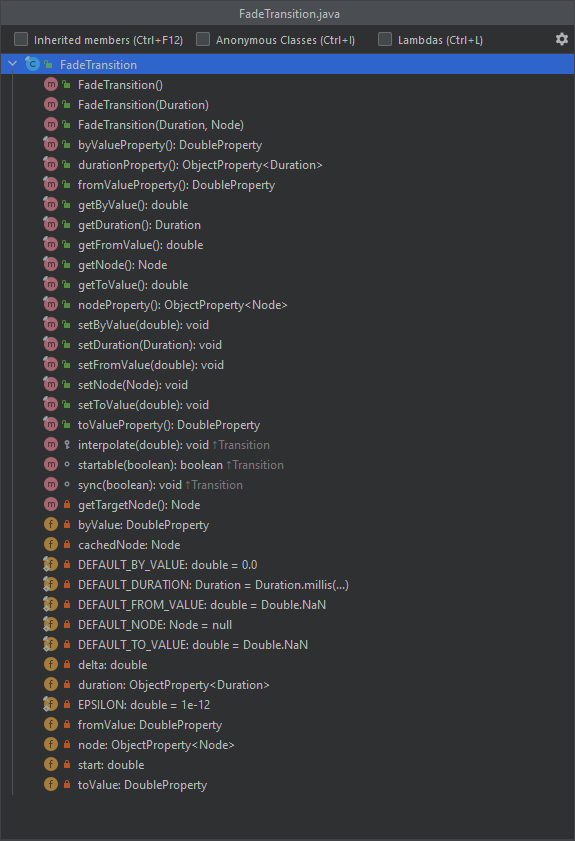 FadeTransition.java
Inherited members (Ctrl+F12) Anonymous Classes (Ctrl+I) Lambdas (Ctrl+L)
C FadeTransition
m FadeTransition()
m FadeTransition(Duration)
m FadeTransition(Duration, Node)
m byValueProperty(): DoubleProperty
m durationProperty(): ObjectProperty<Duration>
m fromValueProperty(): DoubleProperty
m getByValue(): double
m getDuration(): Duration
m getFromValue(): double
m getNode(): Node
m getToValue(): double
m nodeProperty(): ObjectProperty<Node>
m setByValue(double): void
m setDuration(Duration): void
m setFromValue(double): void
m setNode(Node): void
m setToValue(double): void
m toValueProperty(): DoubleProperty
m interpolate(double): void ↑Transition
m startable(boolean): boolean ↑Transition
m sync(boolean): void ↑Transition
m getTargetNode(): Node
f byValue: DoubleProperty
f cachedNode: Node
f DEFAULT_BY_VALUE: double = 0.0
f DEFAULT_DURATION: Duration = Duration.millis(...)
f DEFAULT_FROM_VALUE: double = Double.NaN
f DEFAULT_NODE: Node = null
f DEFAULT_TO_VALUE: double = Double.NaN
f delta: double
f duration: ObjectProperty<Duration>
f EPSILON: double = 1e-12
f fromValue: DoubleProperty
f node: ObjectProperty<Node>
f start: double
f toValue: DoubleProperty